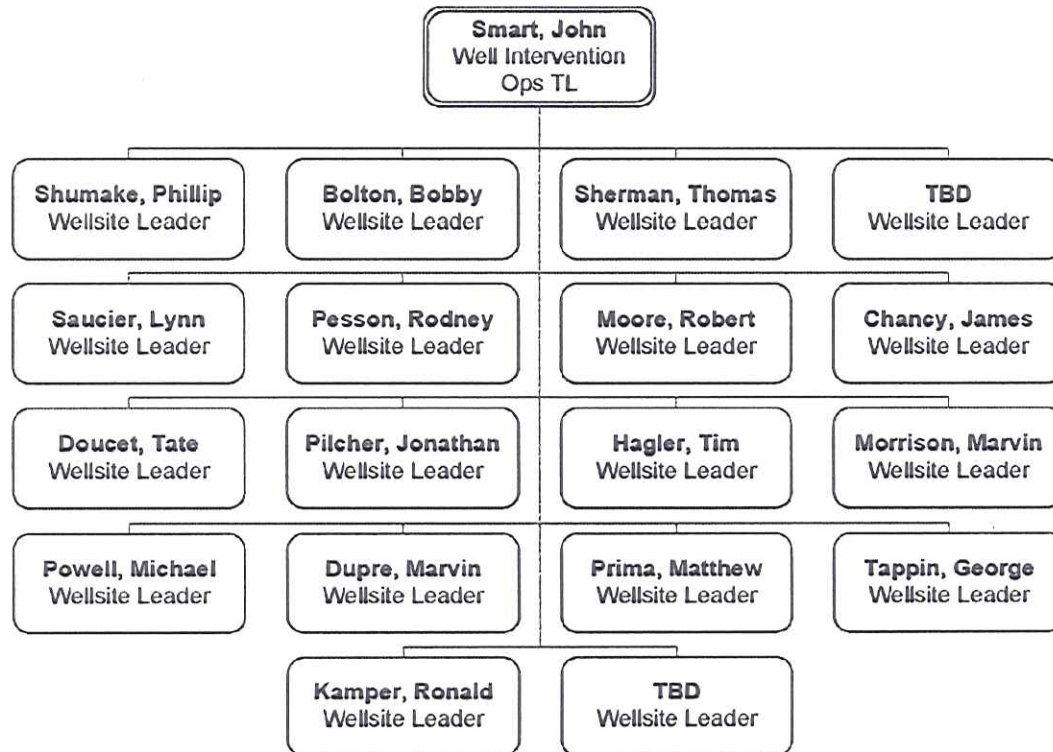 Smart, John
Well Intervention
Ops TL
Shumake, Phillip
Wellsite Leader
Bolton, Bobby
Wellsite Leader
Sherman, Thomas
Wellsite Leader
TBD
Wellsite Leader
Saucier, Lynn
Wellsite Leader
Pesson, Rodney
Wellsite Leader
Moore, Robert
Wellsite Leader
Chancy, James
Wellsite Leader
Doucet, Tate
Wellsite Leader
Pilcher, Jonathan
Wellsite Leader
Hagler, Tim
Wellsite Leader
Morrison, Marvin
Wellsite Leader
Powell, Michael
Wellsite Leader
Dupre, Marvin
Wellsite Leader
Prima, Matthew
Wellsite Leader
Tappin, George
Wellsite Leader
Kamper, Ronald
Wellsite Leader
TBD
Wellsite Leader